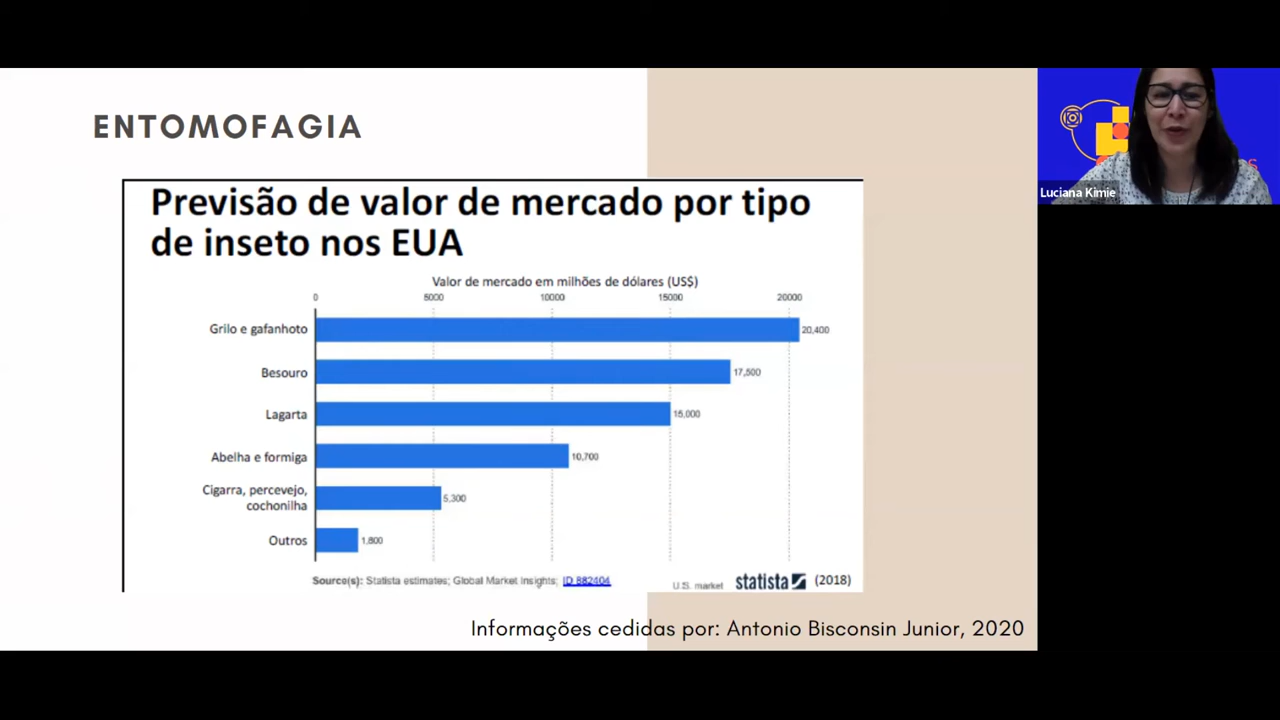 ENTOMOFAGIA
Previsão de valor de mercado por tipo
de inseto nos EUA
Valor de mercado em milhões de dólares (US$)
0 5000 10000 15000 20000
Grilo e gafanhoto 20,400
Besouro 17,500
Lagarta 15,000
Abelha e formiga 10,700
Cigarra, percevejo,
cochonilha 5,300
Outros 1,800
Source(s): Statista estimates; Global Market Insights; ID 882404
U.S. market statista (2018)
Informações cedidas por: Antonio Bisconsin Junior, 2020
Luciana Kimie